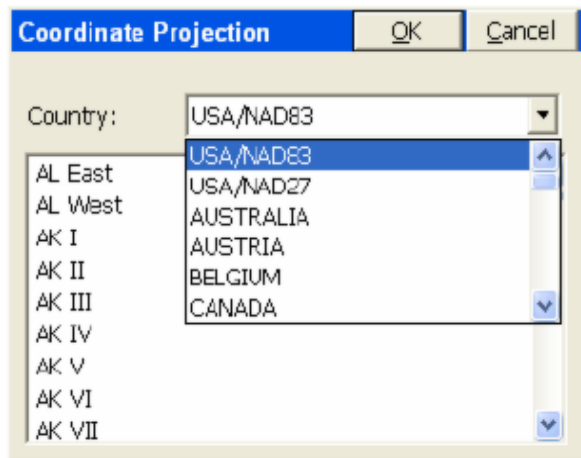 Coordinate Projection OK Cancel
Country: USA/NAD83
USA/NAD83
USA/NAD27
AUSTRALIA
AUSTRIA
BELGIUM
CANADA
AL East
AL West
AK I
AK II
AK III
AK IV
AK V
AK VI
AK VII